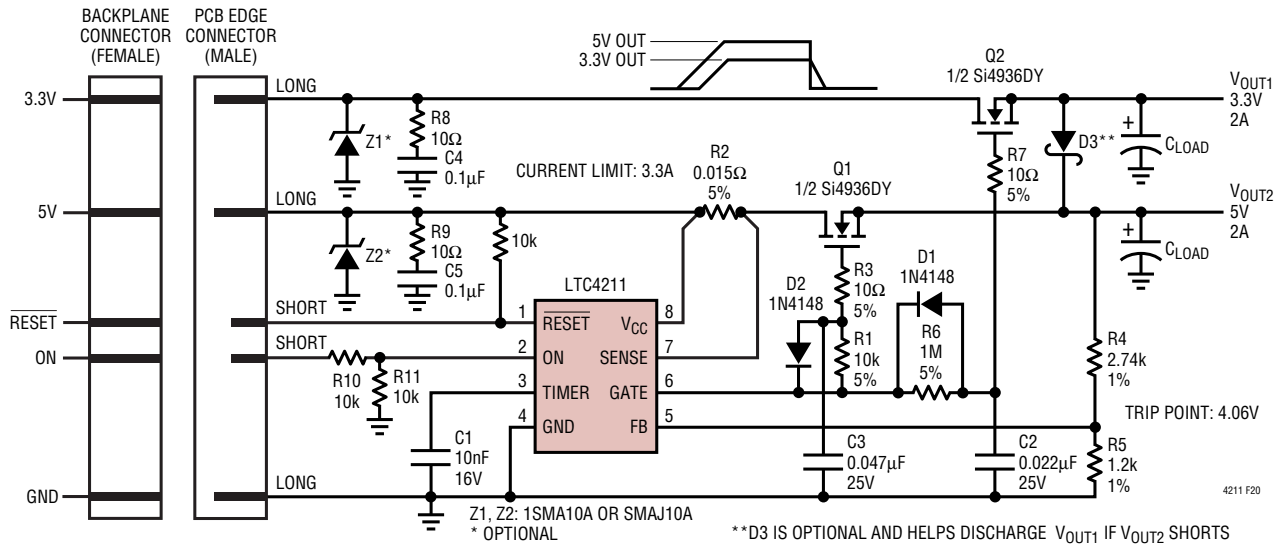 BACKPLANE
CONNECTOR
(FEMALE)
PCB EDGE
CONNECTOR
(MALE)
5V OUT
3.3V OUT
Q2
1/2 Si4936DY
LONG
3.3V
VOUT1
3.3V
2A
Z1*
R8
10Ω
C4
0.1µF
R7
10Ω
5%
D3**
+
CLOAD
CURRENT LIMIT: 3.3A
R2
0.015Ω
5%
Q1
1/2 Si4936DY
LONG
5V
VOUT2
5V
2A
Z2*
R9
10Ω
C5
0.1µF
10k
+
CLOAD
LTC4211
D2
1N4148
R3
10Ω
5%
D1
1N4148
SHORT
RESET
1
RESET
VCC
8
R1
10k
5%
R6
1M
5%
R4
2.74k
1%
SHORT
ON
2
ON
SENSE
7
R10
10k
R11
10k
3
TIMER
GATE
6
4
GND
FB
5
TRIP POINT: 4.06V
C1
10nF
16V
C3
0.047µF
25V
C2
0.022µF
25V
R5
1.2k
1%
LONG
GND
4211 F20
Z1, Z2: 1SMA10A OR SMAJ10A
* OPTIONAL
**D3 IS OPTIONAL AND HELPS DISCHARGE VOUT1 IF VOUT2 SHORTS